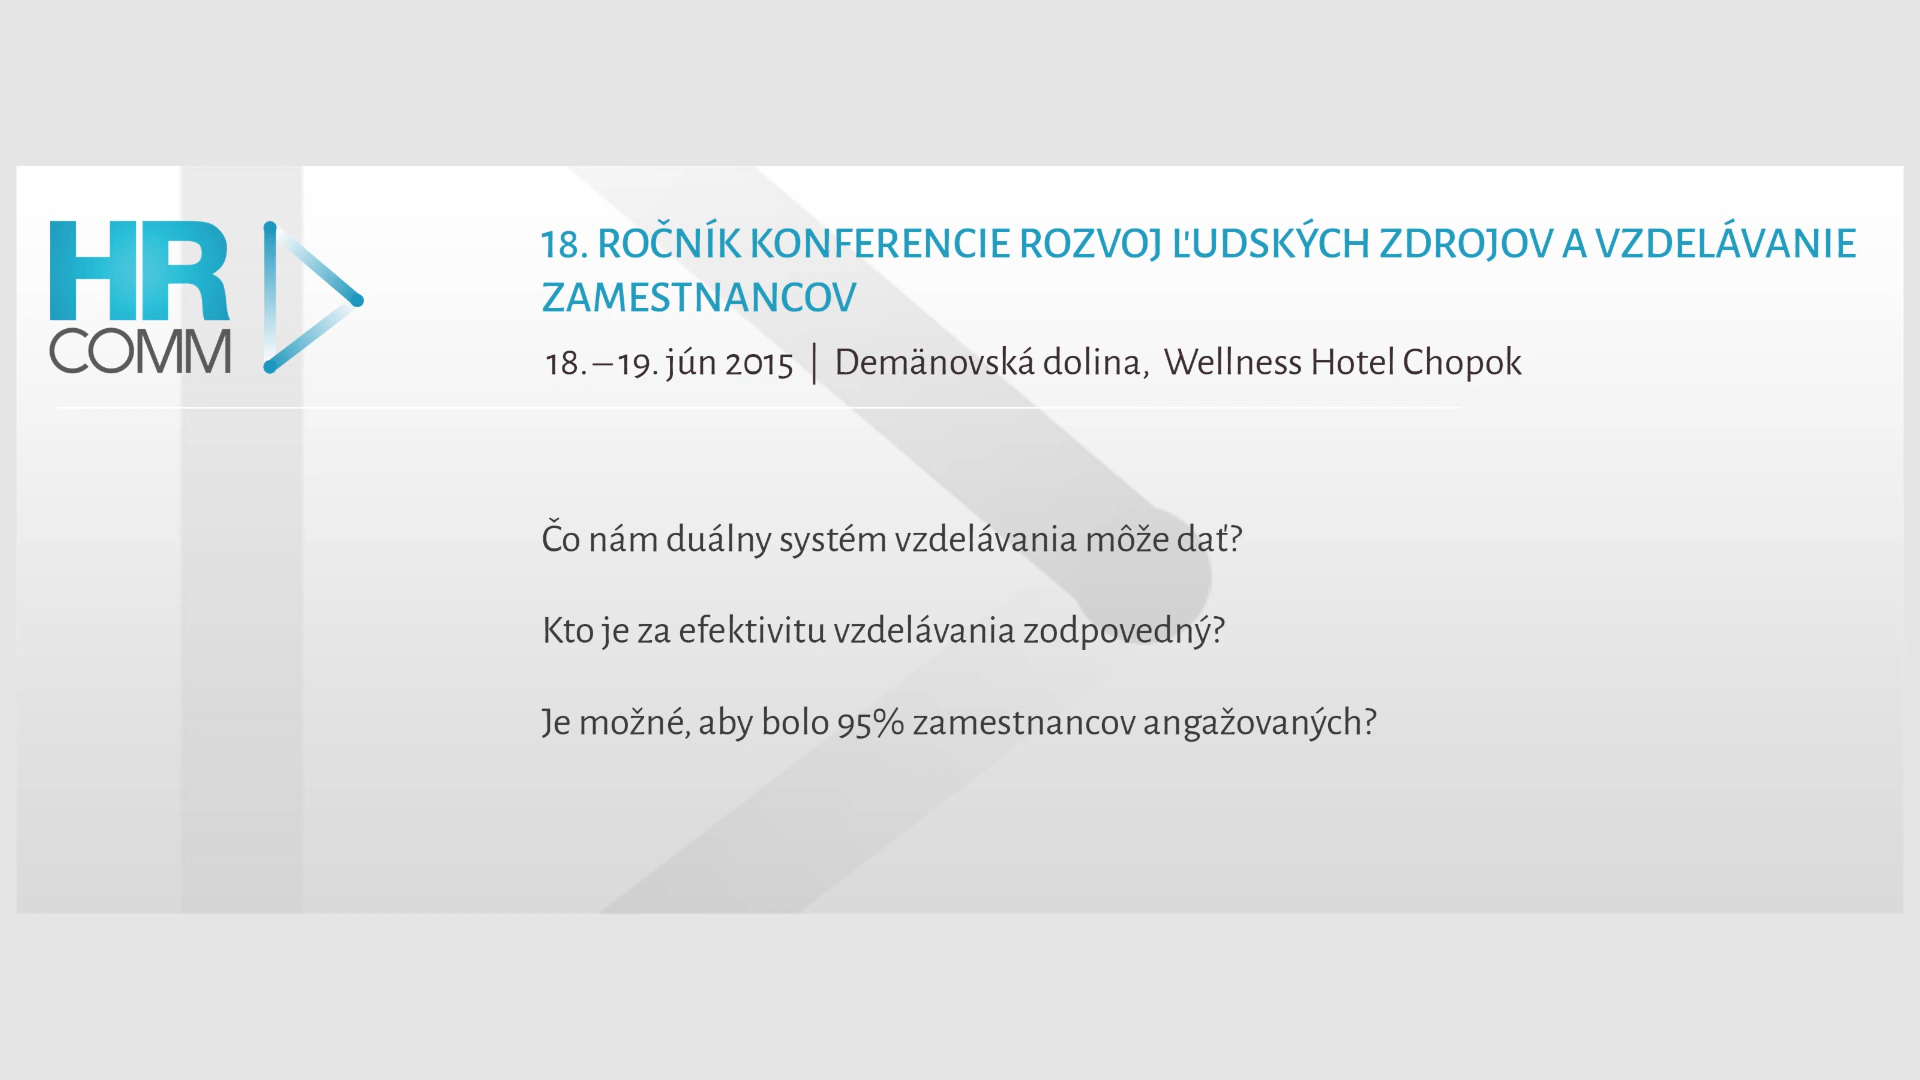 HR
COMM
18. ROČNÍK KONFERENCIE ROZVOJ ĽUDSKÝCH ZDROJOV A VZDELÁVANIE
ZAMESTNANCOV
18. – 19. jún 2015 | Demänovská dolina, Wellness Hotel Chopok
Čo nám duálny systém vzdelávania môže dať?
Kto je za efektivitu vzdelávania zodpovedný?
Je možné, aby bolo 95% zamestnancov angažovaných?